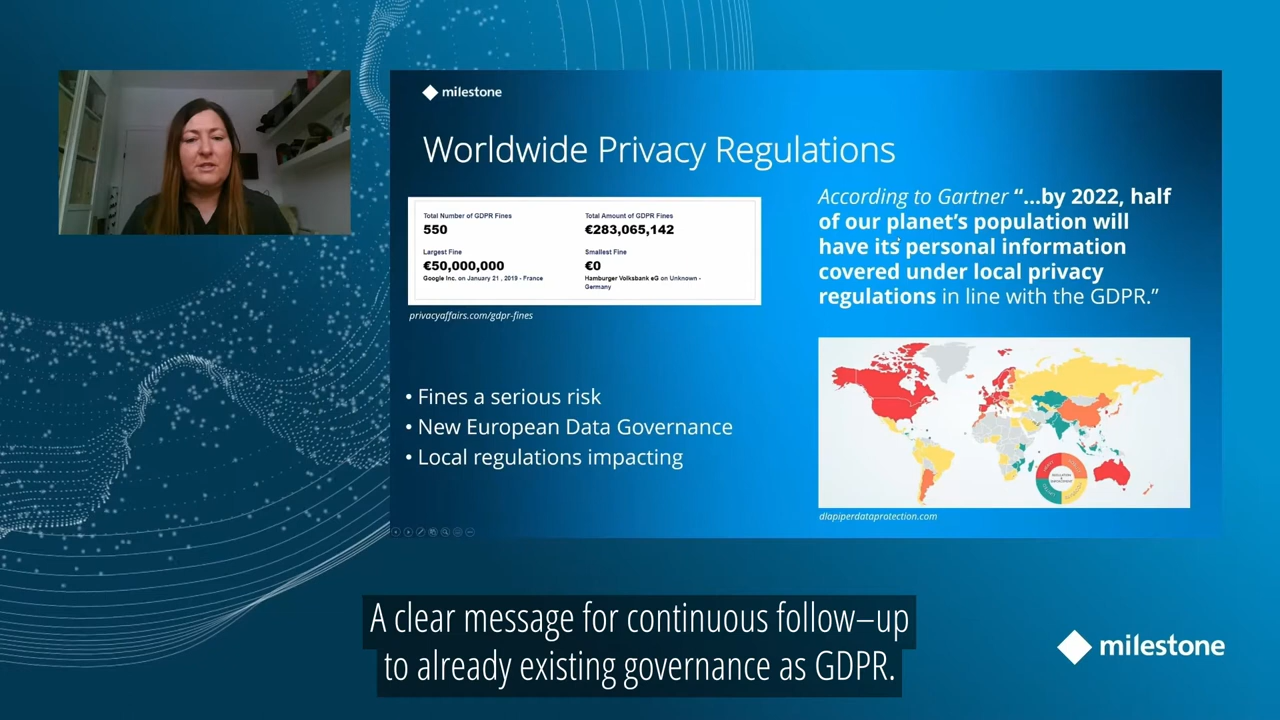 milestone
Worldwide Privacy Regulations
Total Number of GDPR Fines
550
Total Amount of GDPR Fines
€283,065,142
Largest Fine
€50,000,000
Google Inc. on January 21 , 2019 - France
Smallest Fine
€0
Hamburger Volksbank eG on Unknown -
Germany
privacyaffairs.com/gdpr-fines
According to Gartner “...by 2022, half
of our planet’s population will
have its personal information
covered under local privacy
regulations in line with the GDPR.”
• Fines a serious risk
• New European Data Governance
• Local regulations impacting
dlapiperdataprotection.com
A clear message for continuous follow–up
to already existing governance as GDPR.
milestone